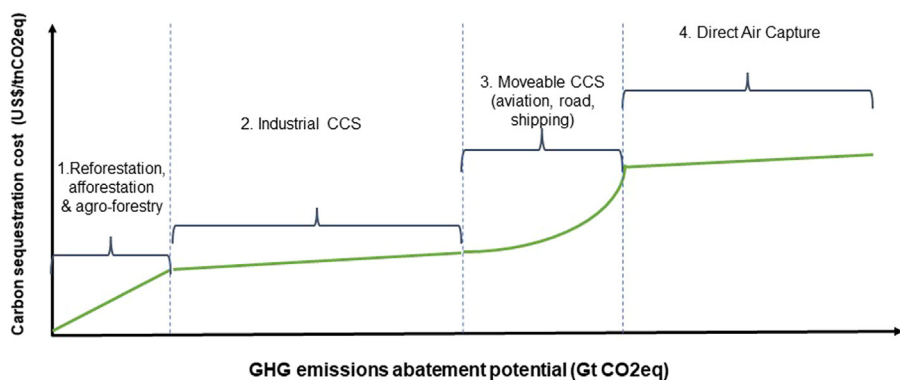 4. Direct Air Capture
3. Moveable CCS
(aviation, road,
shipping)
2. Industrial CCS
1.Reforestation,
afforestation
& agro-forestry
Carbon sequestration cost (US$/tnCO2eq)
GHG emissions abatement potential (Gt CO2eq)